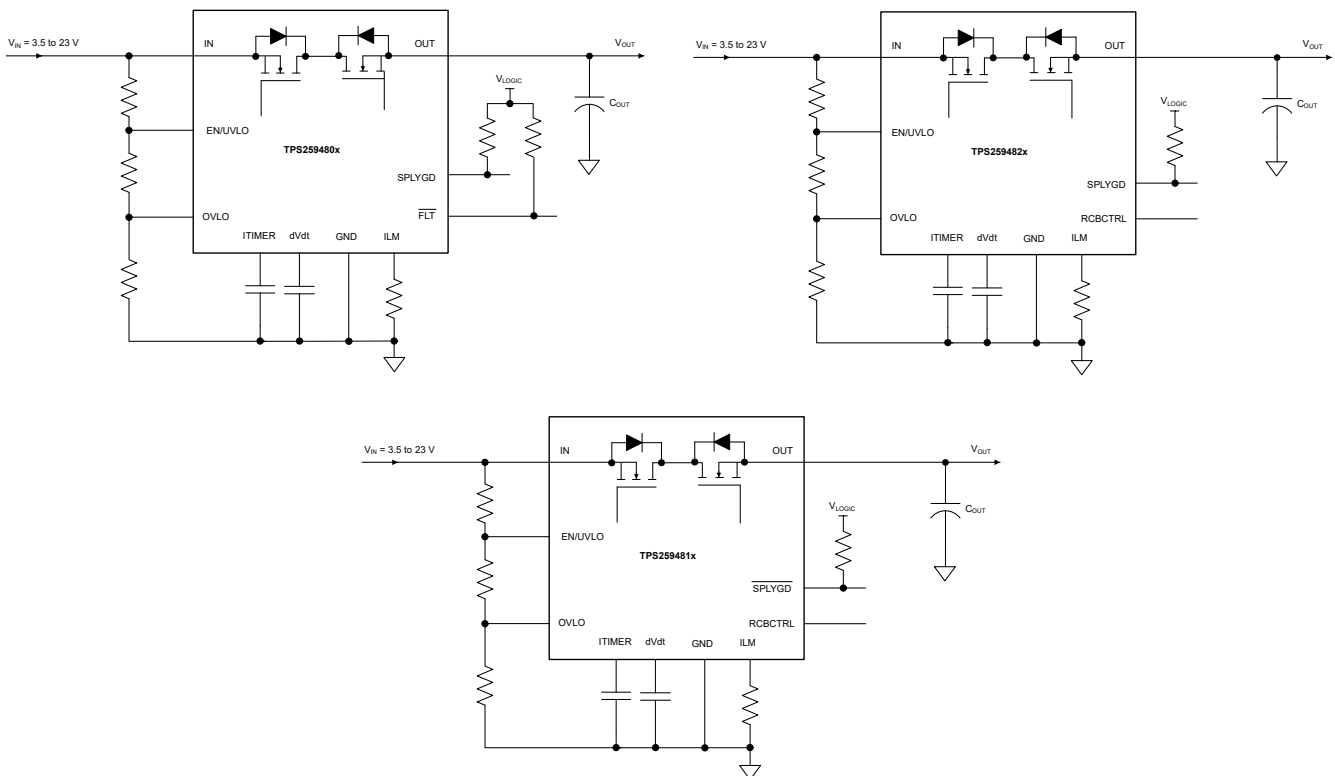 V_IN = 3.5 to 23 V
IN
OUT
V_OUT
V_LOGIC
C_OUT
EN/UVLO
TPS259480x
SPLYGD
OVLO
FLT
ITIMER dVdt GND ILM
V_IN = 3.5 to 23 V
IN
OUT
V_OUT
V_LOGIC
C_OUT
EN/UVLO
TPS259482x
SPLYGD
OVLO
RCBCTRL
ITIMER dVdt GND ILM
V_IN = 3.5 to 23 V
IN
OUT
V_OUT
V_LOGIC
C_OUT
EN/UVLO
TPS259481x
SPLYGD
OVLO
RCBCTRL
ITIMER dVdt GND ILM